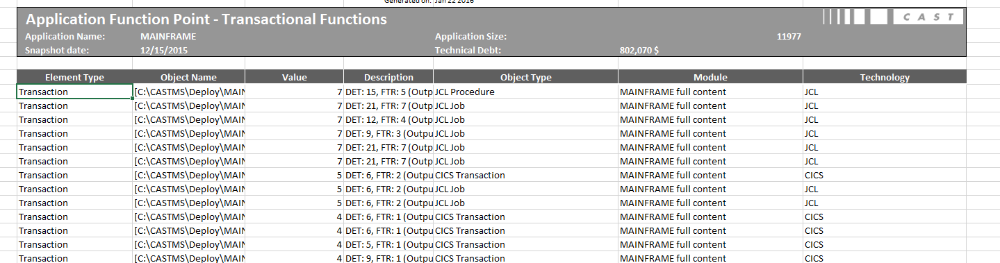 Generated on: Jan 22 2016
Application Function Point - Transactional Functions CAST
Application Name: MAINFRAME Application Size: 11977
Snapshot date: 12/15/2015 Technical Debt: 802,070 $
Element Type Object Name Value Description Object Type Module Technology
Transaction [C:\CASTMS\Deploy\MAIN 7 DET: 15, FTR: 5 (Outp JCL Procedure MAINFRAME full content JCL
Transaction [C:\CASTMS\Deploy\MAIN 7 DET: 21, FTR: 7 (Outp JCL Job MAINFRAME full content JCL
Transaction [C:\CASTMS\Deploy\MAIN 7 DET: 12, FTR: 4 (Outp JCL Job MAINFRAME full content JCL
Transaction [C:\CASTMS\Deploy\MAIN 7 DET: 9, FTR: 3 (Outpu JCL Job MAINFRAME full content JCL
Transaction [C:\CASTMS\Deploy\MAIN 7 DET: 21, FTR: 7 (Outp JCL Job MAINFRAME full content JCL
Transaction [C:\CASTMS\Deploy\MAIN 7 DET: 21, FTR: 7 (Outp JCL Job MAINFRAME full content JCL
Transaction [C:\CASTMS\Deploy\MAIN 5 DET: 6, FTR: 2 (Outpu CICS Transaction MAINFRAME full content CICS
Transaction [C:\CASTMS\Deploy\MAIN 5 DET: 6, FTR: 2 (Outpu JCL Job MAINFRAME full content JCL
Transaction [C:\CASTMS\Deploy\MAIN 5 DET: 6, FTR: 2 (Outpu JCL Job MAINFRAME full content JCL
Transaction [C:\CASTMS\Deploy\MAIN 4 DET: 6, FTR: 1 (Outpu CICS Transaction MAINFRAME full content CICS
Transaction [C:\CASTMS\Deploy\MAIN 4 DET: 6, FTR: 1 (Outpu CICS Transaction MAINFRAME full content CICS
Transaction [C:\CASTMS\Deploy\MAIN 4 DET: 5, FTR: 1 (Outpu CICS Transaction MAINFRAME full content CICS
Transaction [C:\CASTMS\Deploy\MAIN 4 DET: 9, FTR: 1 (Outpu CICS Transaction MAINFRAME full content CICS